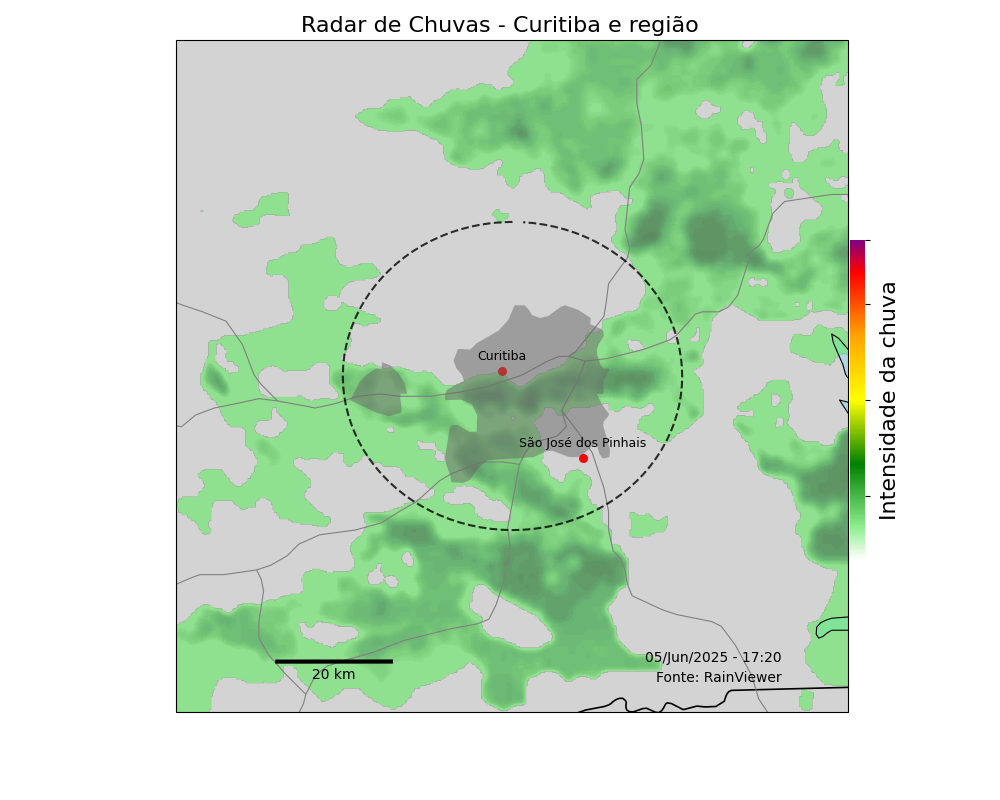 Radar de Chuvas - Curitiba e região
Curitiba
São José dos Pinhais
Intensidade da chuva
05/Jun/2025 - 17:20
Fonte: RainViewer
20 km